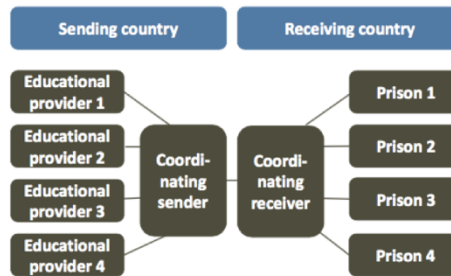 Sending country
Receiving country
Educational
provider 1
Educational
provider 2
Educational
provider 3
Educational
provider 4
Coordi-
nating
sender
Coordi-
nating
receiver
Prison 1
Prison 2
Prison 3
Prison 4